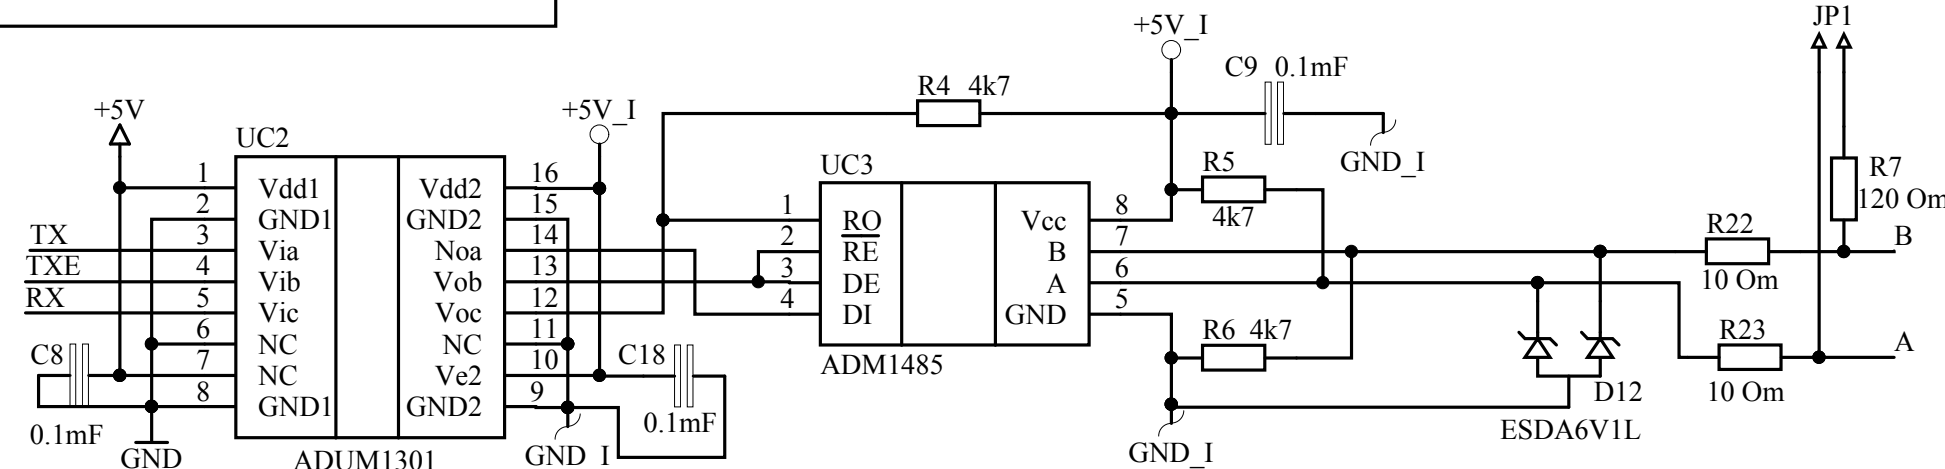 JP1
+5V_I
C9 0.1mF
R4 4k7
+5V
+5V_I
GND_I
UC2
UC3
R5
4k7
R7
120 Om
1 Vdd1 Vdd2 16
2 GND1 GND2 15
TX 3 Via Noa 14
TXE 4 Vib Vob 13
RX 5 Vic Voc 12
6 NC NC 11
7 NC Ve2 10
8 GND1 GND2 9
1 RO Vcc 8
2 RE B 7
3 DE A 6
4 DI GND 5
R22
10 Om
B
R6 4k7
R23
10 Om
A
C8
0.1mF
C18
0.1mF
ADM1485
D12
ESDA6V1L
GND
ADUM1301
GND I
GND_I